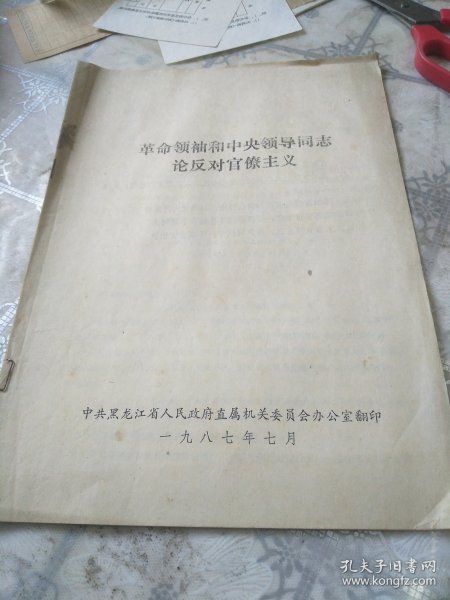 革命领袖和中央领导同志
论反对官僚主义
中共黑龙江省人民政府直属机关委员会办公室翻印
一九八七年七月
孔夫子旧书网
www.kongfz.com